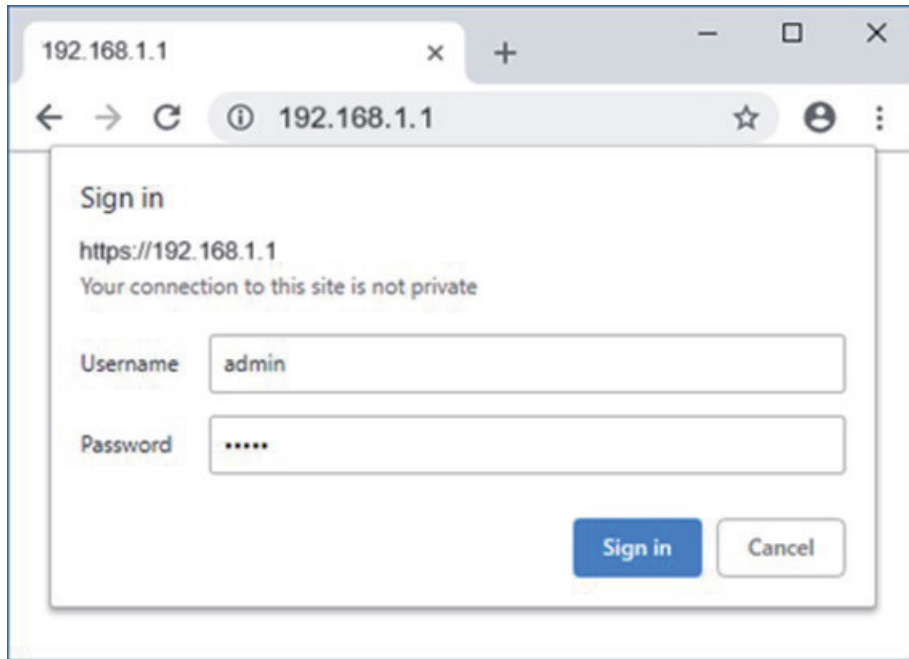 192.168.1.1
192.168.1.1
Sign in
https://192.168.1.1
Your connection to this site is not private
Username admin
Password •••••
Sign in Cancel